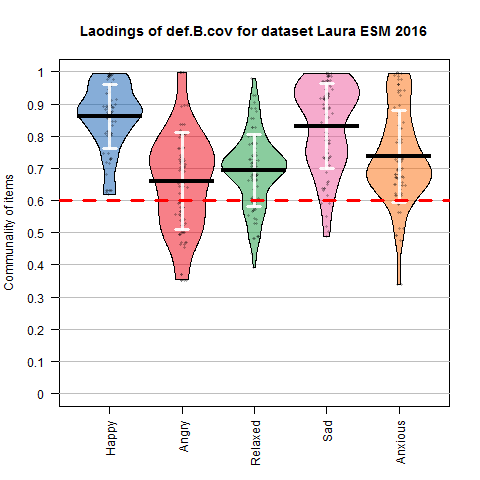 Laodings of def.B.cov for dataset Laura ESM 2016
Communality of items
1
0.9
0.8
0.7
0.6
0.5
0.4
0.3
0.2
0.1
0
Happy
Angry
Relaxed
Sad
Anxious